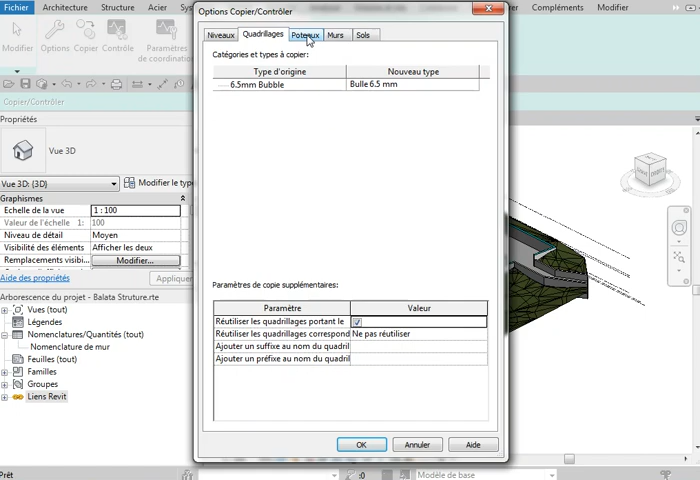 Options Copier/Contrôler
Fichier Architecture Structure Acier Compléments Modifier
Modifier Options Copier Contrôle Paramètres de coordination
Copier/Contrôler
Niveaux Quadrillages Poteaux Murs Sols
Catégories et types à copier:
Type d'origine Nouveau type
6.5mm Bubble Bulle 6.5 mm
Paramètres de copie supplémentaires:
Paramètre Valeur
Réutiliser les quadrillages portant le
Réutiliser les quadrillages correspond Ne pas réutiliser
Ajouter un suffixe au nom du quadril
Ajouter un préfixe au nom du quadril
OK Annuler Aide
Propriétés
Vue 3D
Vue 3D: {3D} Modifier le type
Graphismes
Echelle de la vue 1 : 100
Valeur de l'échelle 1: 100
Niveau de détail Moyen
Visibilité des éléments Afficher les deux
Remplacements visibi... Modifier...
Aide des propriétés Appliquer
Arborescence du projet - Balata Struture.rte
Vues (tout)
Légendes
Nomenclatures/Quantités (tout)
Nomenclature de mur
Feuilles (tout)
Familles
Groupes
Liens Revit
Prêt :0 Modèle de base